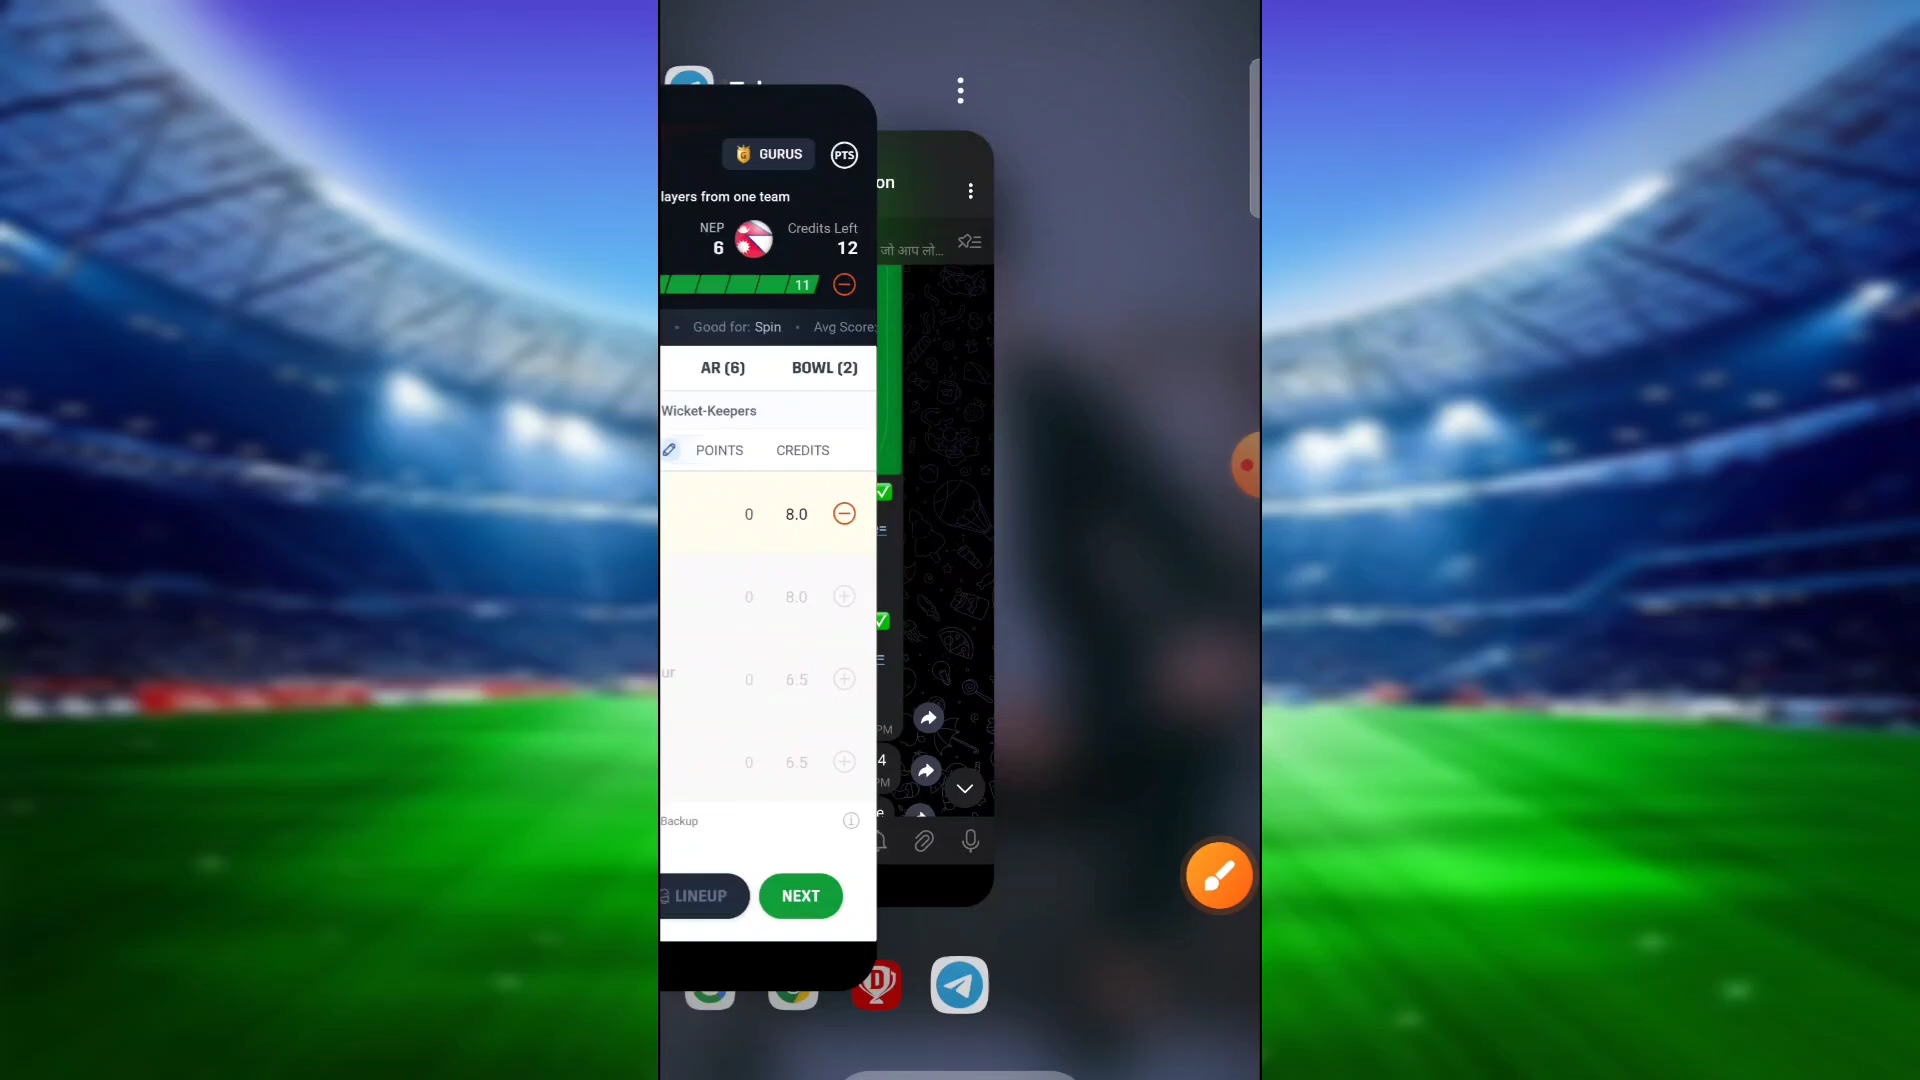 GURUS
PTS
on
layers from one team
NEP
6
Credits Left
12
जो आप लो...
11
Good for: Spin
Avg Score:
AR (6)
BOWL (2)
Wicket-Keepers
POINTS
CREDITS
0
8.0
0
8.0
ur
0
6.5
PM
0
6.5
4
PM
e
Backup
LINEUP
NEXT
D